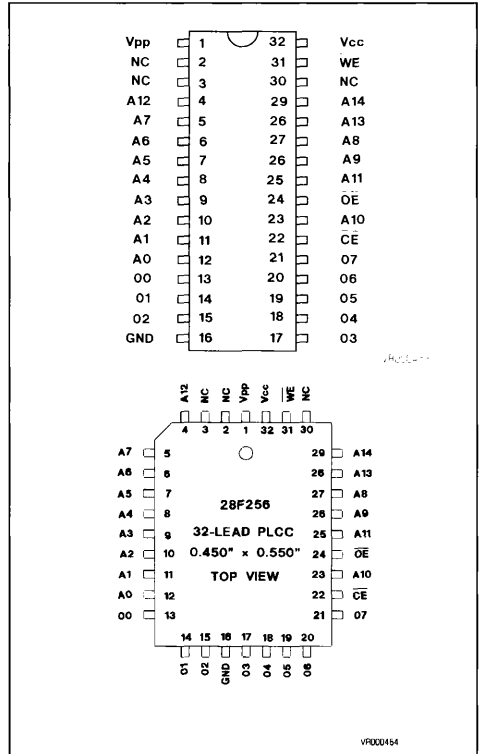 Vpp 1 32 Vcc
NC 2 31 WE
NC 3 30 NC
A12 4 29 A14
A7 5 26 A13
A6 6 27 A8
A5 7 26 A9
A4 8 25 A11
A3 9 24 OE
A2 10 23 A10
A1 11 22 CE
A0 12 21 07
00 13 20 06
01 14 19 05
02 15 18 04
GND 16 17 03
A12 NC NC Vpp Vcc WE NC
4 3 2 1 32 31 30
A7 5 29 A14
A6 6 26 A13
A5 7 27 A8
A4 8 28F256 26 A9
A3 9 32-LEAD PLCC 25 A11
A2 10 0.450" x 0.550" 24 OE
A1 11 TOP VIEW 23 A10
A0 12 22 CE
00 13 21 07
14 15 16 17 18 19 20
01 02 GND 03 04 05 06
VR000464